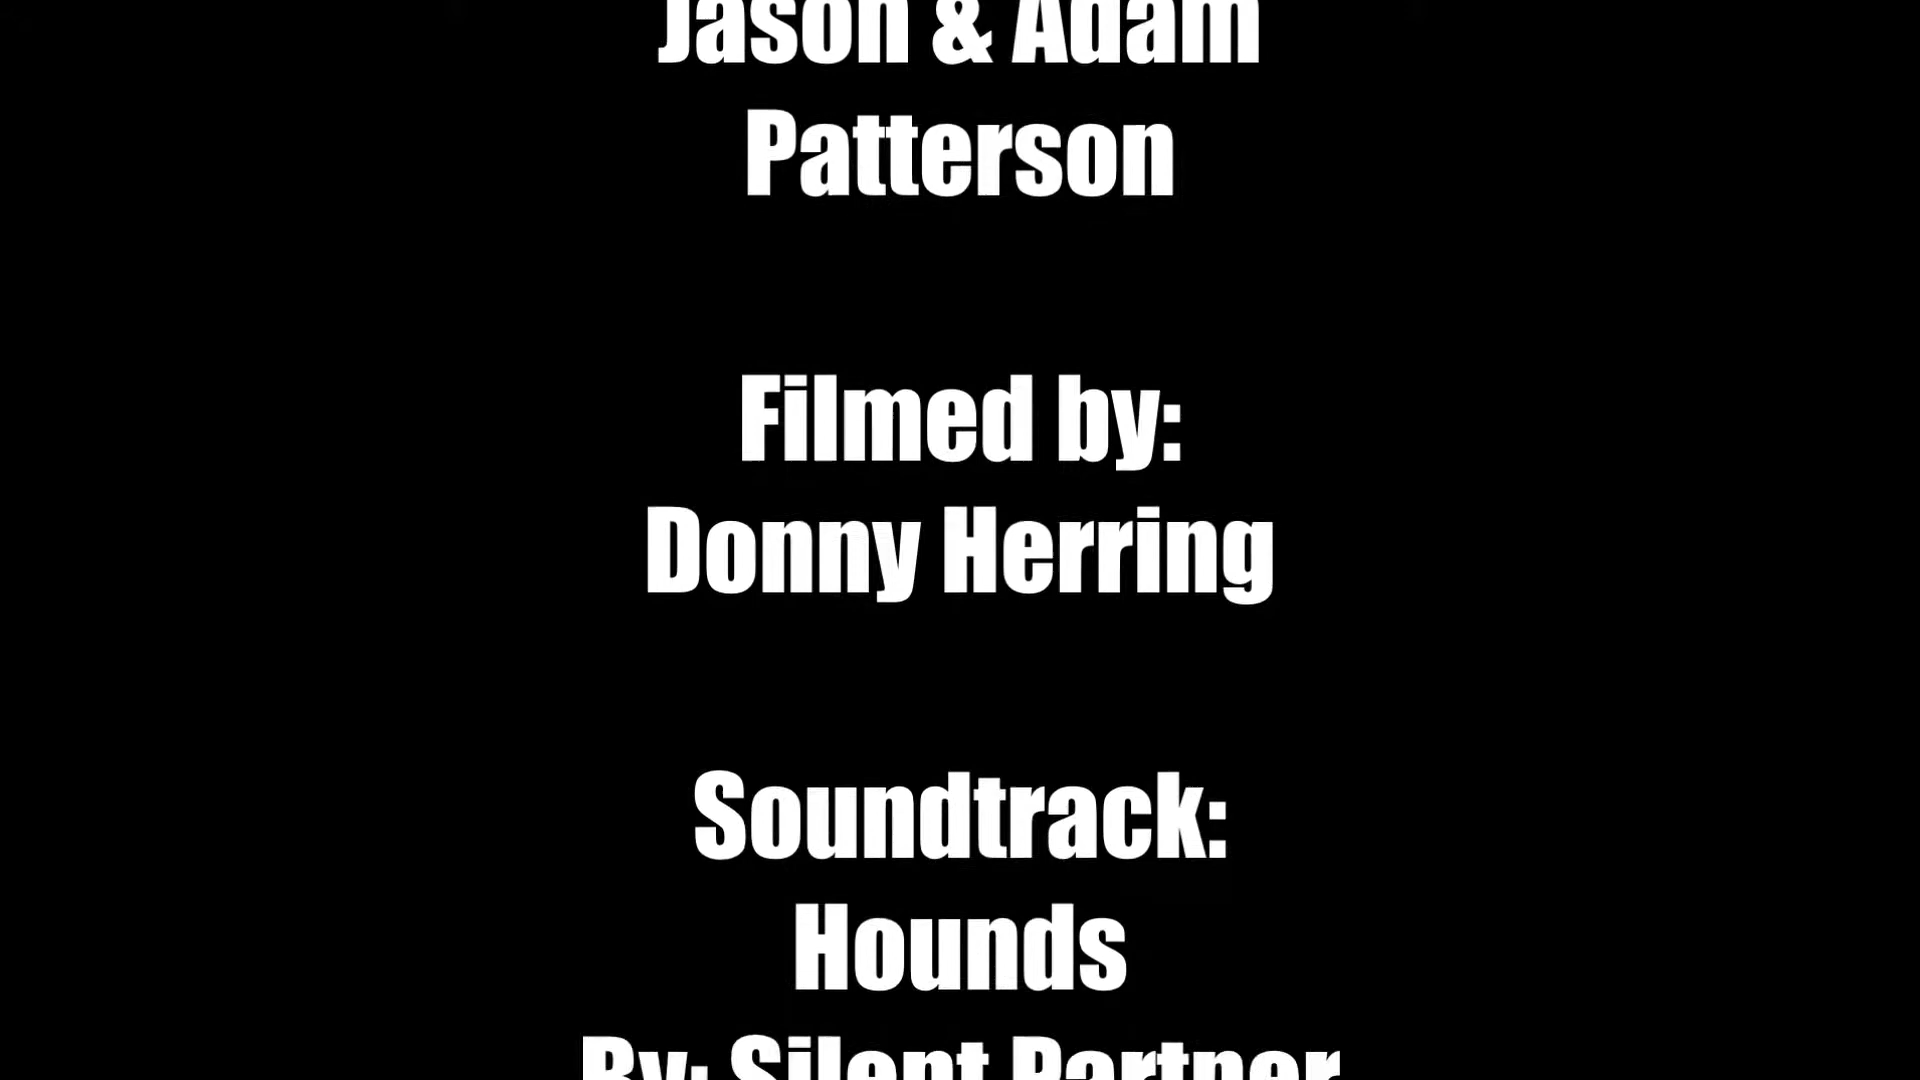 Jason & Adam
Patterson
Filmed by:
Donny Herring
Soundtrack:
Hounds
By: Silent Partner